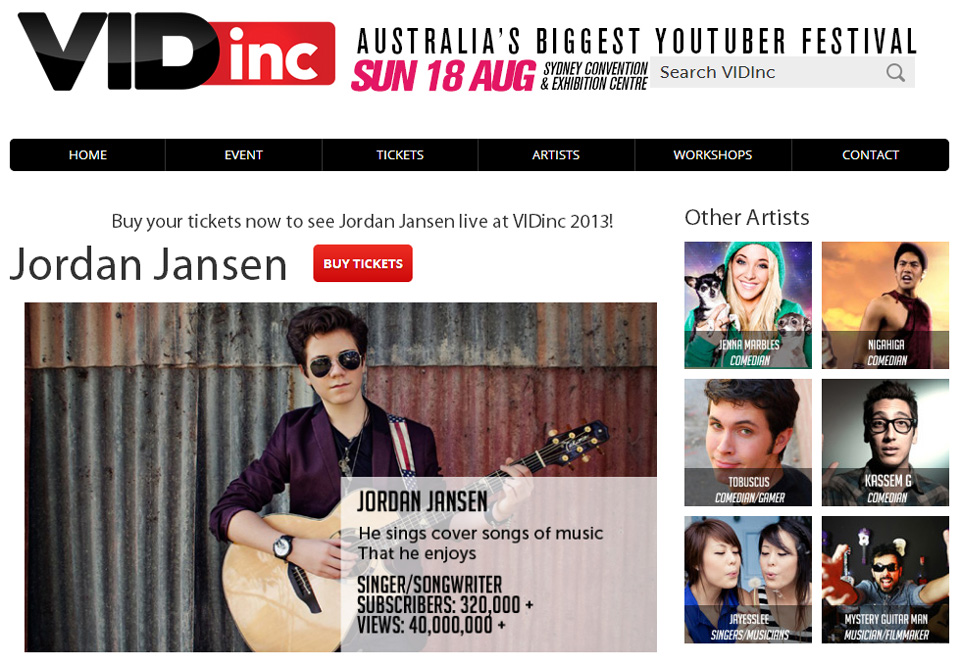 VIDinc
AUSTRALIA'S BIGGEST YOUTUBER FESTIVAL
SUN 18 AUG
SYDNEY CONVENTION
& EXHIBITION CENTRE
Search VIDInc
HOME
EVENT
TICKETS
ARTISTS
WORKSHOPS
CONTACT
Buy your tickets now to see Jordan Jansen live at VIDinc 2013!
Jordan Jansen
BUY TICKETS
JORDAN JANSEN
He sings cover songs of music
That he enjoys
SINGER/SONGWRITER
SUBSCRIBERS: 320,000 +
VIEWS: 40,000,000 +
Other Artists
JENNA MARBLES
COMEDIAN
NIGAHIGA
COMEDIAN
TOBUSCUS
COMEDIAN/GAMER
KASSEM G
COMEDIAN
JAYESSLEE
SINGERS/MUSICIANS
MYSTERY GUITAR MAN
MUSICIAN/FILMMAKER